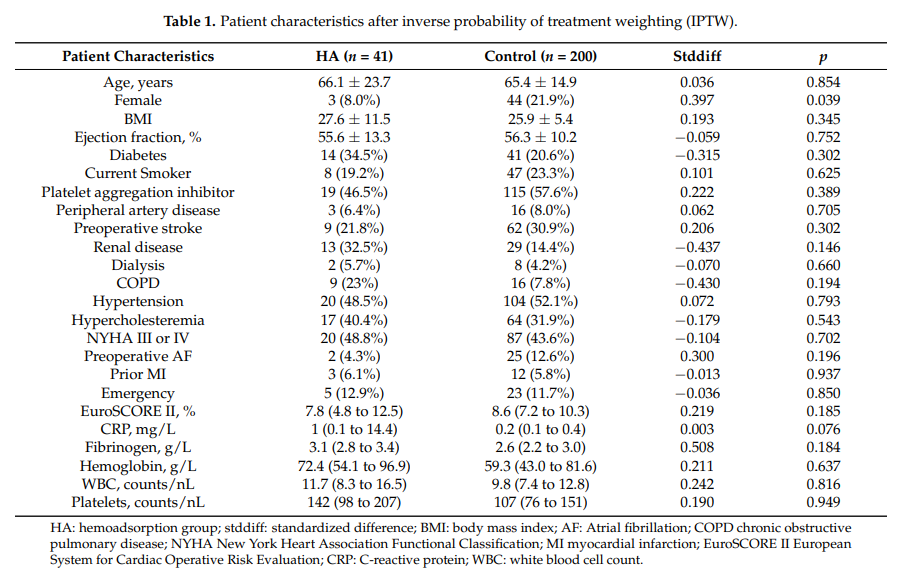 Table 1. Patient characteristics after inverse probability of treatment weighting (IPTW).
Patient Characteristics HA (n = 41) Control (n = 200) Stddiff p
Age, years 66.1 ± 23.7 65.4 ± 14.9 0.036 0.854
Female 3 (8.0%) 44 (21.9%) 0.397 0.039
BMI 27.6 ± 11.5 25.9 ± 5.4 0.193 0.345
Ejection fraction, % 55.6 ± 13.3 56.3 ± 10.2 −0.059 0.752
Diabetes 14 (34.5%) 41 (20.6%) −0.315 0.302
Current Smoker 8 (19.2%) 47 (23.3%) 0.101 0.625
Platelet aggregation inhibitor 19 (46.5%) 115 (57.6%) 0.222 0.389
Peripheral artery disease 3 (6.4%) 16 (8.0%) 0.062 0.705
Preoperative stroke 9 (21.8%) 62 (30.9%) 0.206 0.302
Renal disease 13 (32.5%) 29 (14.4%) −0.437 0.146
Dialysis 2 (5.7%) 8 (4.2%) −0.070 0.660
COPD 9 (23%) 16 (7.8%) −0.430 0.194
Hypertension 20 (48.5%) 104 (52.1%) 0.072 0.793
Hypercholesteremia 17 (40.4%) 64 (31.9%) −0.179 0.543
NYHA III or IV 20 (48.8%) 87 (43.6%) −0.104 0.702
Preoperative AF 2 (4.3%) 25 (12.6%) 0.300 0.196
Prior MI 3 (6.1%) 12 (5.8%) −0.013 0.937
Emergency 5 (12.9%) 23 (11.7%) −0.036 0.850
EuroSCORE II, % 7.8 (4.8 to 12.5) 8.6 (7.2 to 10.3) 0.219 0.185
CRP, mg/L 1 (0.1 to 14.4) 0.2 (0.1 to 0.4) 0.003 0.076
Fibrinogen, g/L 3.1 (2.8 to 3.4) 2.6 (2.2 to 3.0) 0.508 0.184
Hemoglobin, g/L 72.4 (54.1 to 96.9) 59.3 (43.0 to 81.6) 0.211 0.637
WBC, counts/nL 11.7 (8.3 to 16.5) 9.8 (7.4 to 12.8) 0.242 0.816
Platelets, counts/nL 142 (98 to 207) 107 (76 to 151) 0.190 0.949
HA: hemoadsorption group; stddiff: standardized difference; BMI: body mass index; AF: Atrial fibrillation; COPD chronic obstructive
pulmonary disease; NYHA New York Heart Association Functional Classification; MI myocardial infarction; EuroSCORE II European
System for Cardiac Operative Risk Evaluation; CRP: C-reactive protein; WBC: white blood cell count.